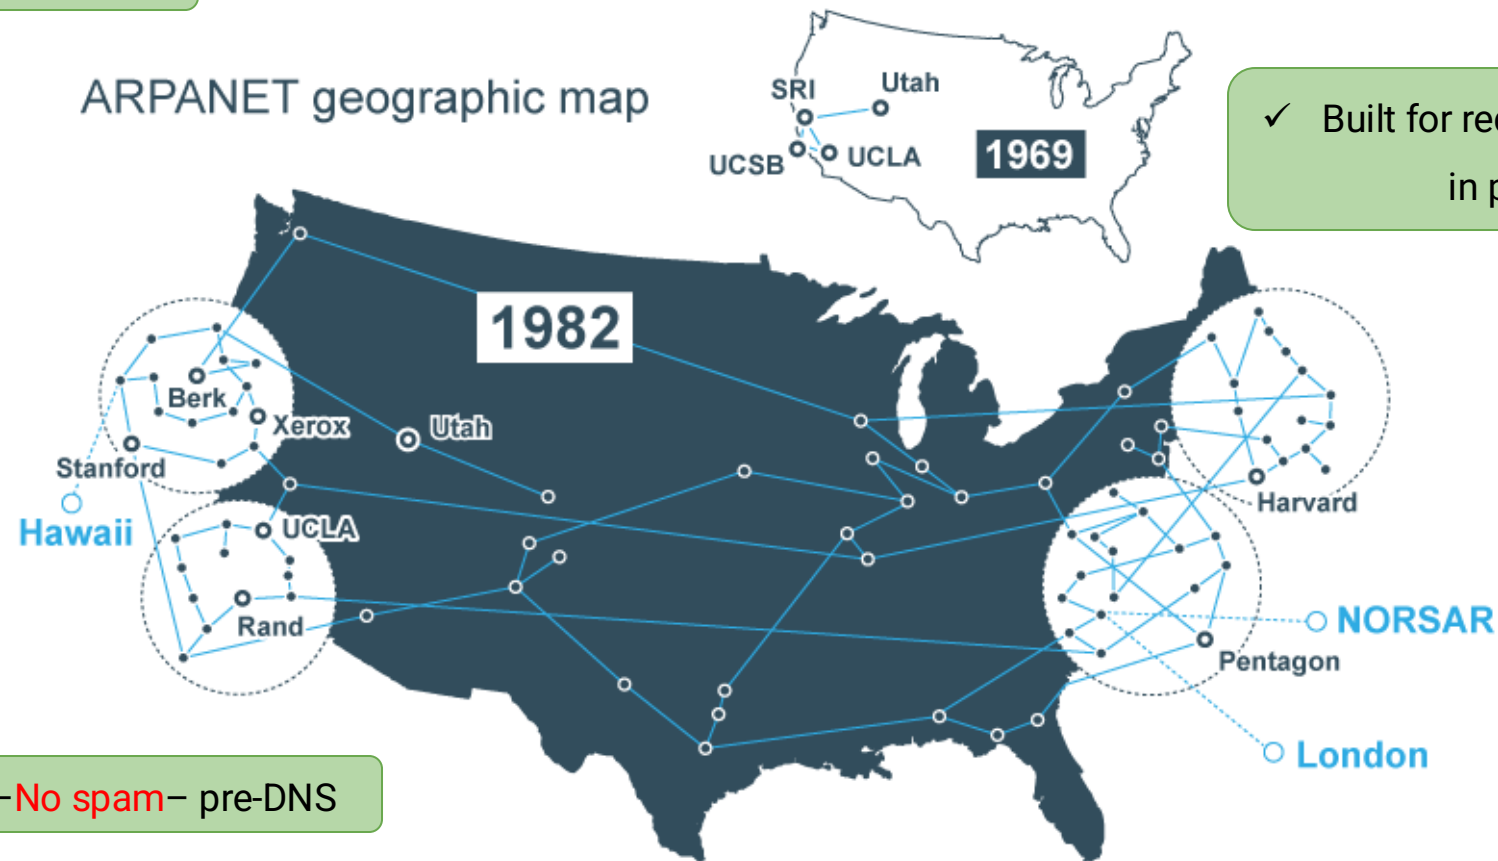 ARPANET geographic map
SRI
Utah
UCSB
UCLA
1969
✓ Built for
in
1982
Berk
Xerox
Utah
Stanford
Hawaii
UCLA
Rand
Harvard
NORSAR
Pentagon
London
–No spam– pre-DNS